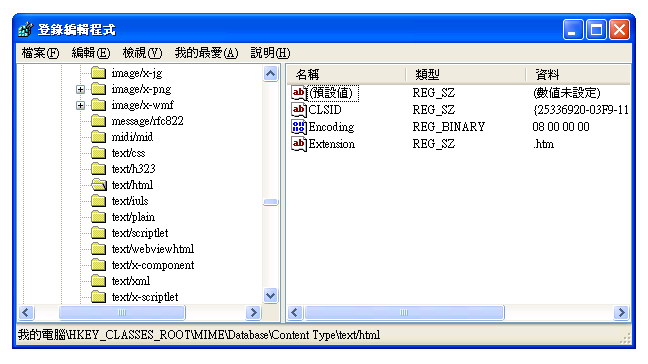 登錄編輯程式
檔案(F) 編輯(E) 檢視(V) 我的最愛(A) 說明(H)
image/x-jg
image/x-png
image/x-wmf
message/rfc822
midi/mid
text/css
text/h323
text/html
text/iuls
text/plain
text/scriptlet
text/webviewhtml
text/x-component
text/xml
text/x-scriptlet
名稱 類型 資料
(預設值) REG_SZ (數值未設定)
CLSID REG_SZ {25336920-03F9-11
Encoding REG_BINARY 08 00 00 00
Extension REG_SZ .htm
我的電腦\HKEY_CLASSES_ROOT\MIME\Database\Content Type\text/html